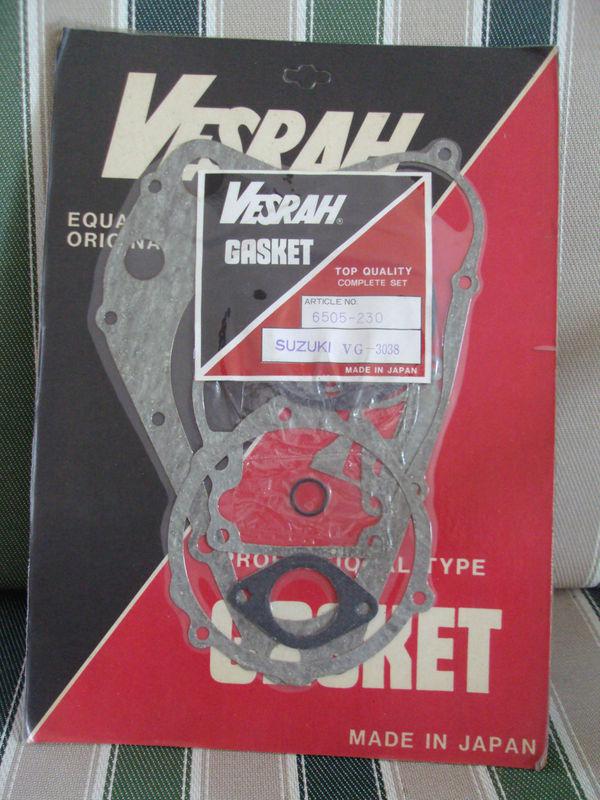 VESRAH
EQUA
ORIGINA
VESRAH®
GASKET
TOP QUALITY
COMPLETE SET
ARTICLE NO.
6505-230
SUZUKI VG-3038
MADE IN JAPAN
TYPE
GASKET
MADE IN JAPAN